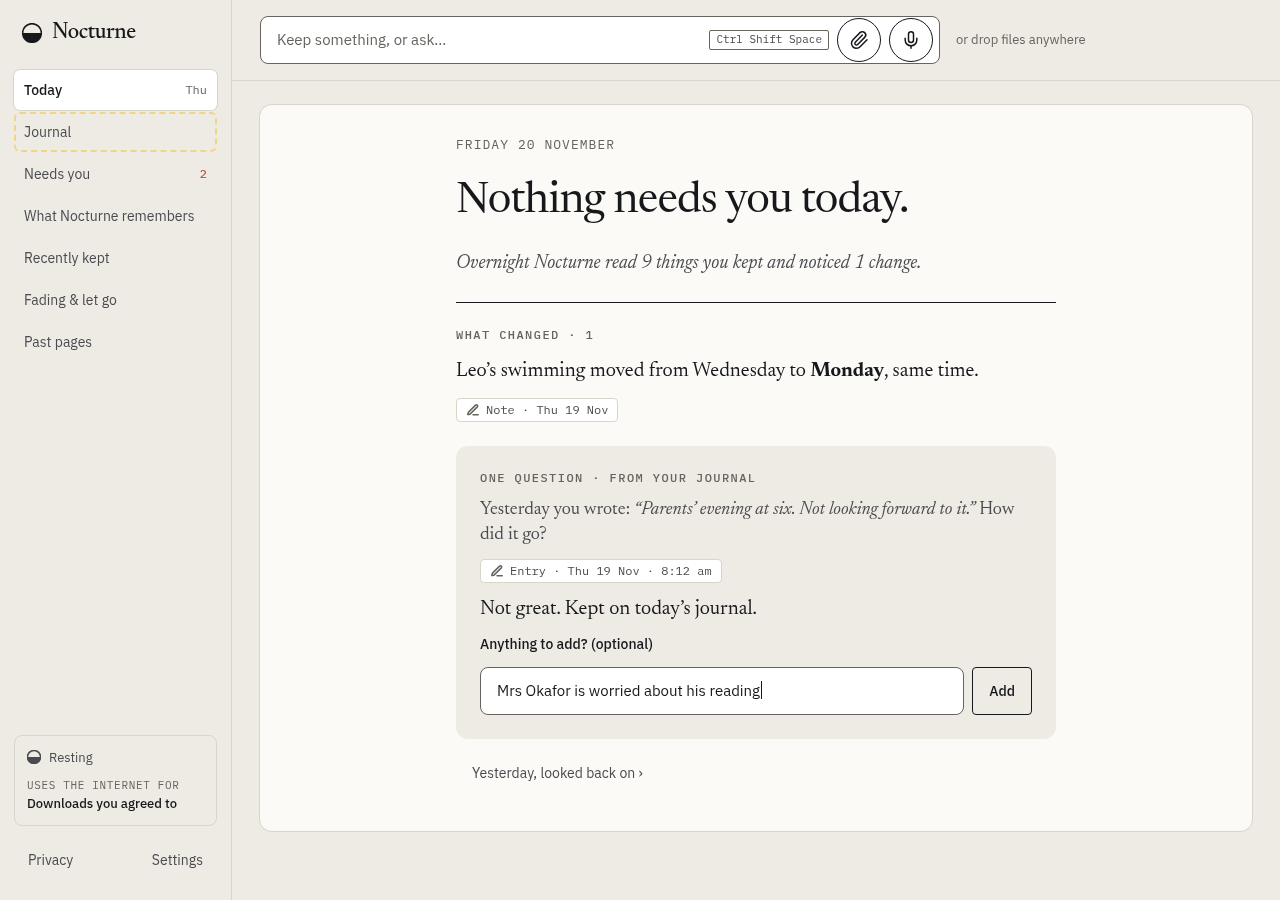 Nocturne
Today Thu
Journal
Needs you 2
What Nocturne remembers
Recently kept
Fading & let go
Past pages
Resting
USES THE INTERNET FOR
Downloads you agreed to
Privacy Settings
Keep something, or ask… Ctrl Shift Space or drop files anywhere
FRIDAY 20 NOVEMBER
Nothing needs you today.
Overnight Nocturne read 9 things you kept and noticed 1 change.
WHAT CHANGED · 1
Leo’s swimming moved from Wednesday to Monday, same time.
Note · Thu 19 Nov
ONE QUESTION · FROM YOUR JOURNAL
Yesterday you wrote: “Parents’ evening at six. Not looking forward to it.” How
did it go?
Entry · Thu 19 Nov · 8:12 am
Not great. Kept on today’s journal.
Anything to add? (optional)
Mrs Okafor is worried about his reading Add
Yesterday, looked back on ›